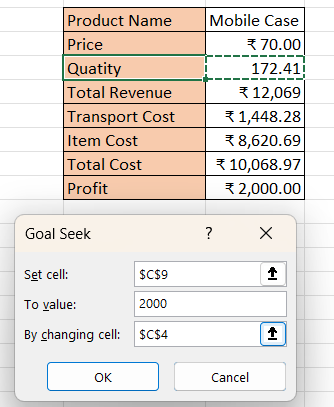 Product Name Mobile Case
Price ₹ 70.00
Quatity 172.41
Total Revenue ₹ 12,069
Transport Cost ₹ 1,448.28
Item Cost ₹ 8,620.69
Total Cost ₹ 10,068.97
Profit ₹ 2,000.00
Goal Seek ?
Set cell: $C$9
To value: 2000
By changing cell: $C$4
OK Cancel